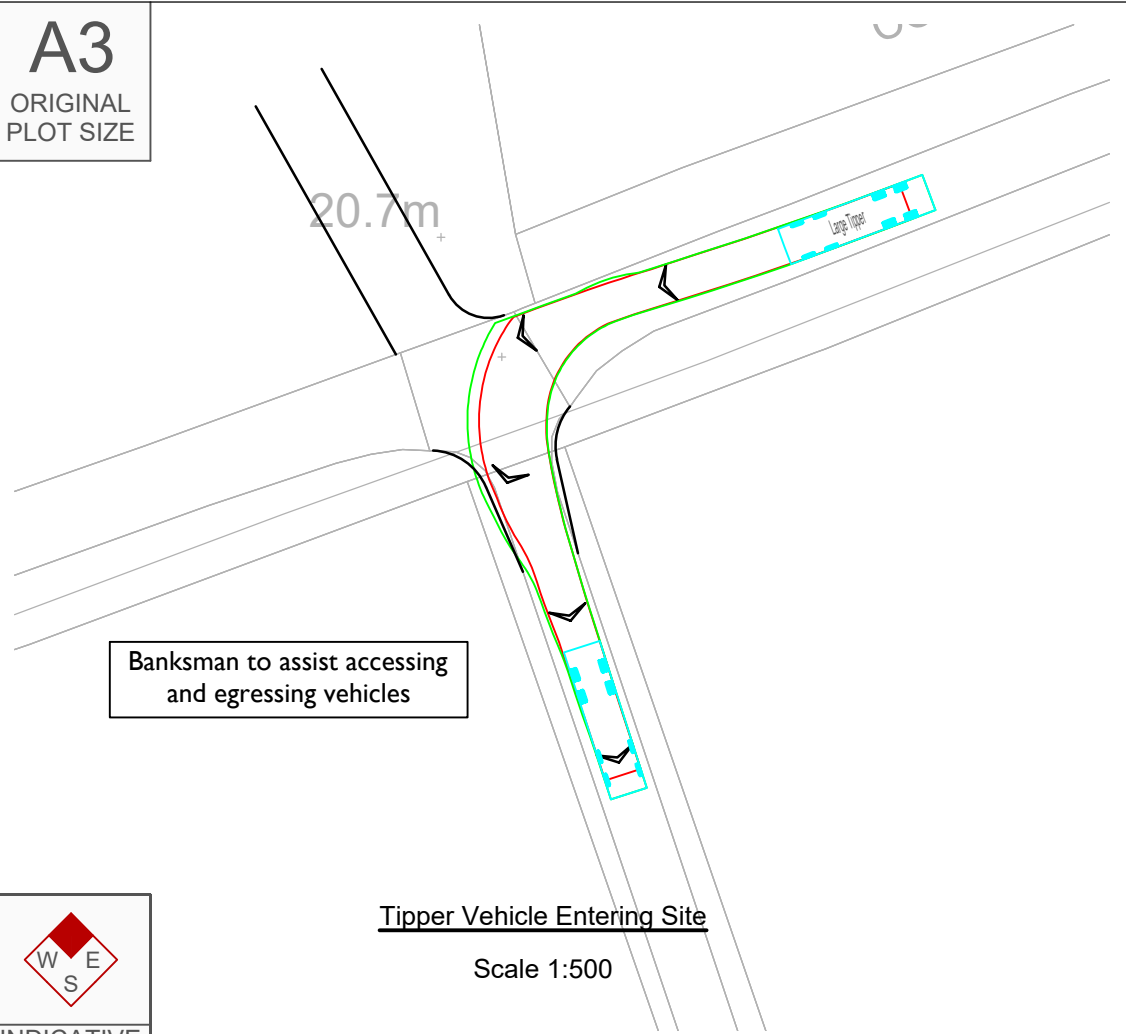 A3
ORIGINAL
PLOT SIZE
20.7m
Large Tipper
Banksman to assist accessing
and egressing vehicles
Tipper Vehicle Entering Site
Scale 1:500
W E
S
INDICATIVE